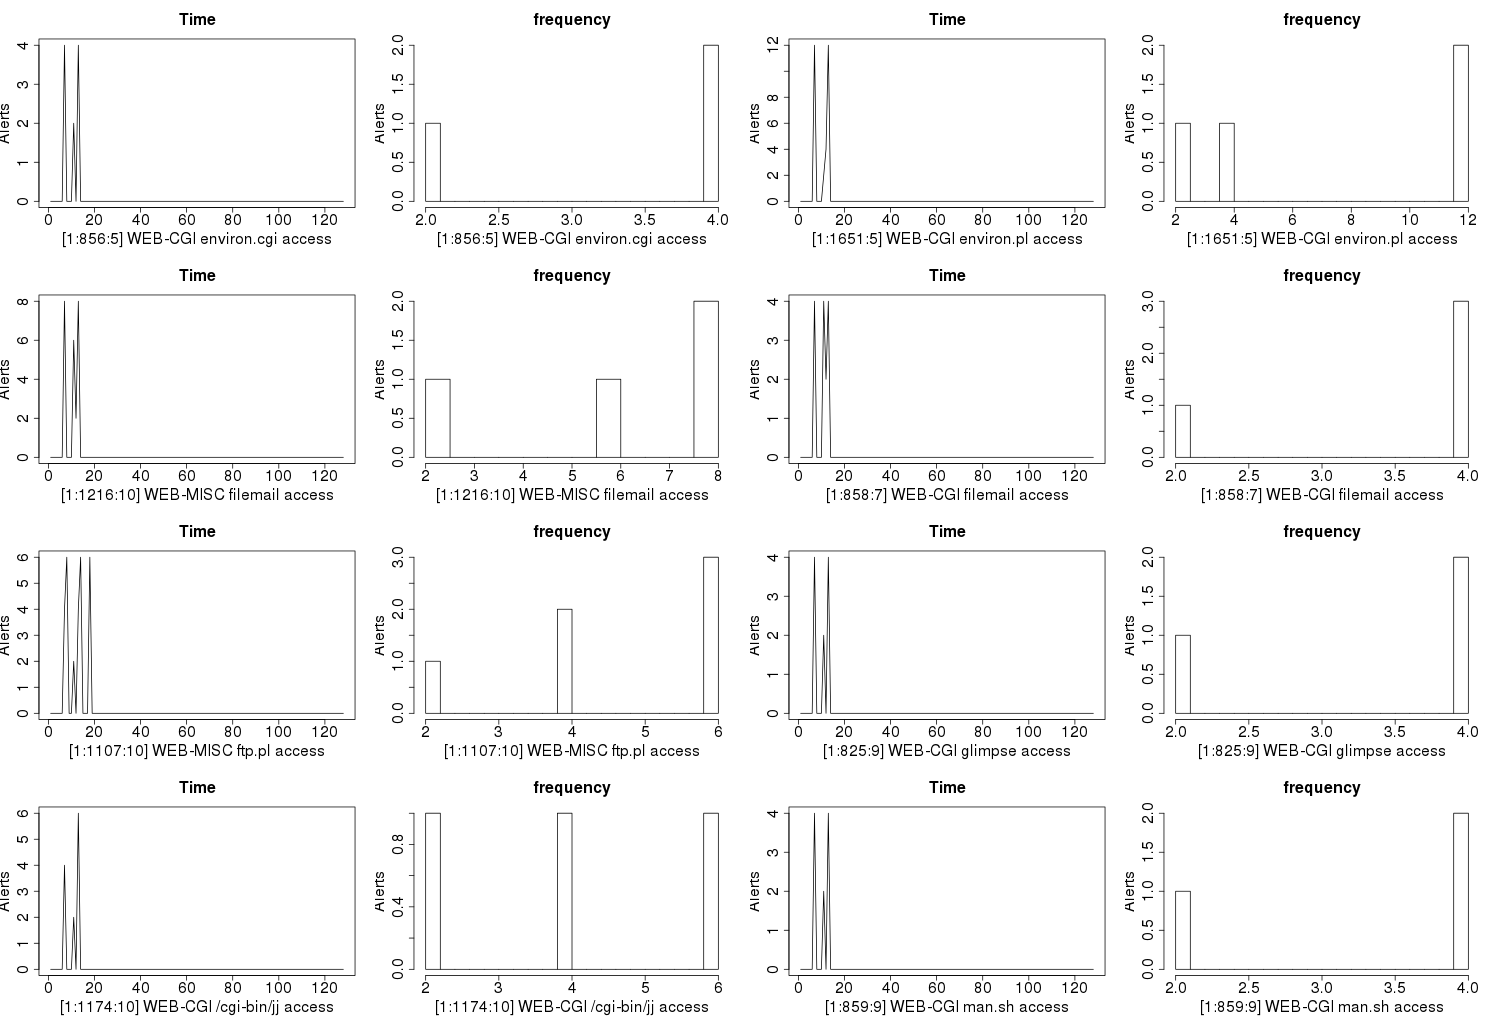 Time
Alerts
0 1 2 3 4
0 20 40 60 80 100 120
[1:856:5] WEB-CGI environ.cgi access
frequency
Alerts
0.0 0.5 1.0 1.5 2.0
2.0 2.5 3.0 3.5 4.0
[1:856:5] WEB-CGI environ.cgi access
Time
Alerts
0 2 4 6 8 12
0 20 40 60 80 100 120
[1:1651:5] WEB-CGI environ.pl access
frequency
Alerts
0.0 0.5 1.0 1.5 2.0
2 4 6 8 10 12
[1:1651:5] WEB-CGI environ.pl access
Time
Alerts
0 2 4 6 8
0 20 40 60 80 100 120
[1:1216:10] WEB-MISC filemail access
frequency
Alerts
0.0 0.5 1.0 1.5 2.0
2 3 4 5 6 7 8
[1:1216:10] WEB-MISC filemail access
Time
Alerts
0 1 2 3 4
0 20 40 60 80 100 120
[1:858:7] WEB-CGI filemail access
frequency
Alerts
0.0 1.0 2.0 3.0
2.0 2.5 3.0 3.5 4.0
[1:858:7] WEB-CGI filemail access
Time
Alerts
0 1 2 3 4 5 6
0 20 40 60 80 100 120
[1:1107:10] WEB-MISC ftp.pl access
frequency
Alerts
0.0 1.0 2.0 3.0
2 3 4 5 6
[1:1107:10] WEB-MISC ftp.pl access
Time
Alerts
0 1 2 3 4
0 20 40 60 80 100 120
[1:825:9] WEB-CGI glimpse access
frequency
Alerts
0.0 0.5 1.0 1.5 2.0
2.0 2.5 3.0 3.5 4.0
[1:825:9] WEB-CGI glimpse access
Time
Alerts
0 1 2 3 4 5 6
0 20 40 60 80 100 120
[1:1174:10] WEB-CGI /cgi-bin/jj access
frequency
Alerts
0.0 0.4 0.8
2 3 4 5 6
[1:1174:10] WEB-CGI /cgi-bin/jj access
Time
Alerts
0 1 2 3 4
0 20 40 60 80 100 120
[1:859:9] WEB-CGI man.sh access
frequency
Alerts
0.0 0.5 1.0 1.5 2.0
2.0 2.5 3.0 3.5 4.0
[1:859:9] WEB-CGI man.sh access